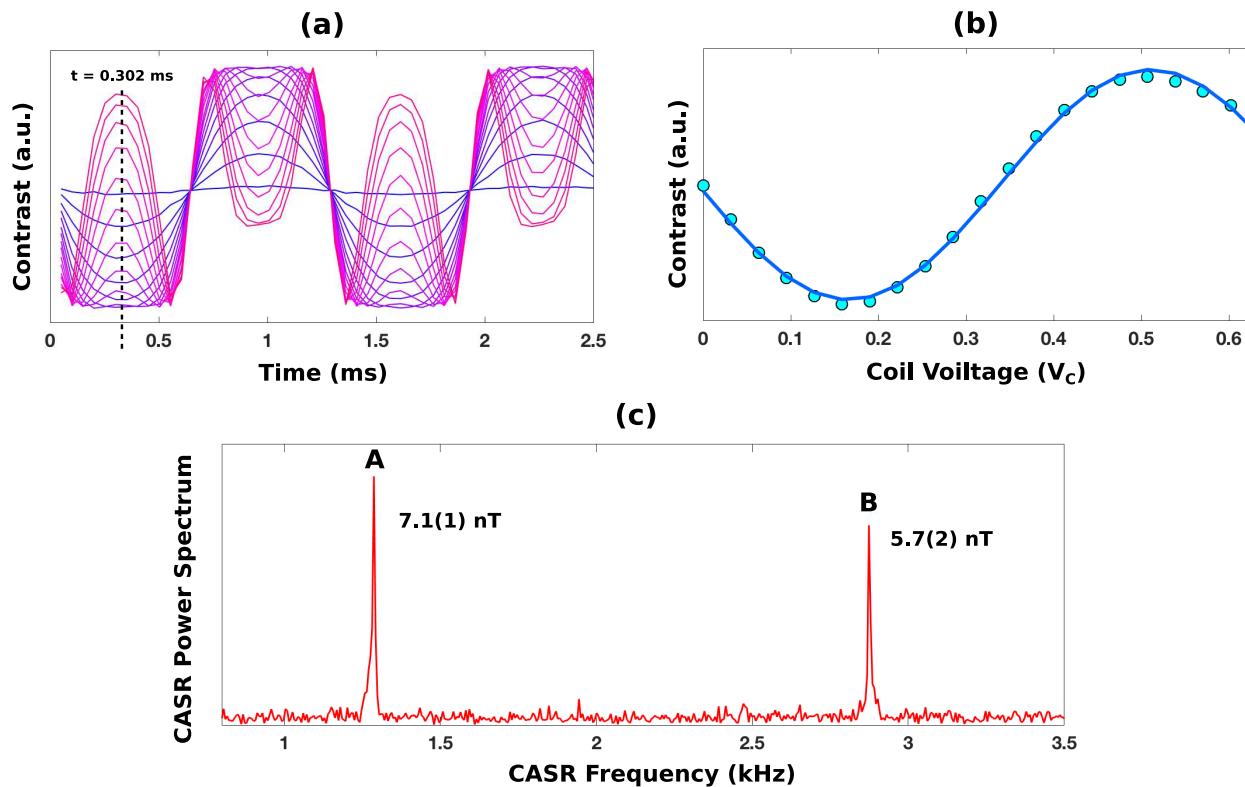 (a)
t = 0.302 ms
Contrast (a.u.)
0 0.5 1 1.5 2 2.5
Time (ms)
(b)
Contrast (a.u.)
0 0.1 0.2 0.3 0.4 0.5 0.6
Coil Voiltage (V_C)
(c)
CASR Power Spectrum
A
7.1(1) nT
B
5.7(2) nT
1 1.5 2 2.5 3 3.5
CASR Frequency (kHz)